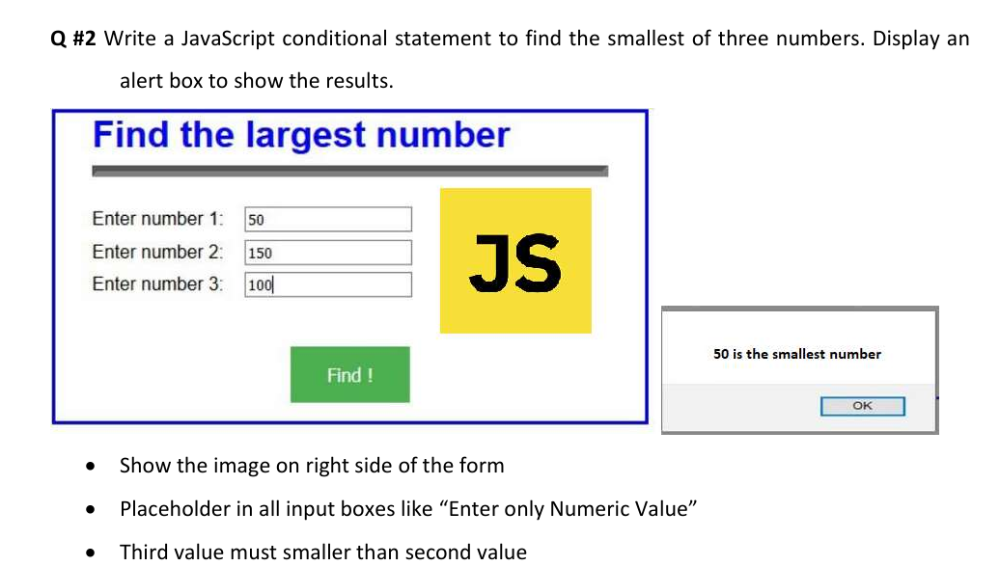 Q #2 Write a JavaScript conditional statement to find the smallest of three numbers. Display an
alert box to show the results.
Find the largest number
Enter number 1: 50
Enter number 2: 150
Enter number 3: 100
JS
Find !
50 is the smallest number
OK
• Show the image on right side of the form
• Placeholder in all input boxes like “Enter only Numeric Value”
• Third value must smaller than second value